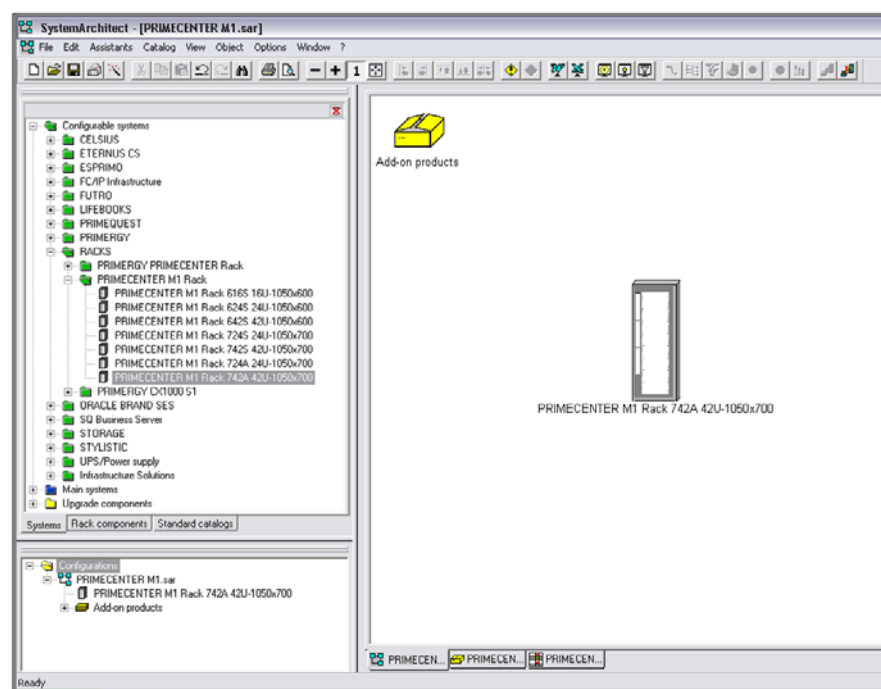 SystemArchitect - [PRIMECENTER M1.sar]
File Edit Assistants Catalog View Object Options Window ?
1
Configurable systems
CELSIUS
ETERNUS CS
ESPRIMO
FC/IP Infrastructure
FUTRO
LIFEBOOKS
PRIMEQUEST
PRIMERGY
RACKS
PRIMERGY PRIMECENTER Rack
PRIMECENTER M1 Rack
PRIMECENTER M1 Rack 616S 16U-1050x600
PRIMECENTER M1 Rack 624S 24U-1050x600
PRIMECENTER M1 Rack 642S 42U-1050x600
PRIMECENTER M1 Rack 724S 24U-1050x700
PRIMECENTER M1 Rack 742S 42U-1050x700
PRIMECENTER M1 Rack 724A 24U-1050x700
PRIMECENTER M1 Rack 742A 42U-1050x700
PRIMERGY CX1000 S1
ORACLE BRAND SES
SQ Business Server
STORAGE
STYLISTIC
UPS/Power supply
Infrastructure Solutions
Main systems
Upgrade components
Systems Rack components Standard catalogs
Configurations
PRIMECENTER M1.sar
PRIMECENTER M1 Rack 742A 42U-1050x700
Add-on products
Add-on products
PRIMECENTER M1 Rack 742A 42U-1050x700
PRIMECEN... PRIMECEN... PRIMECEN...
Ready